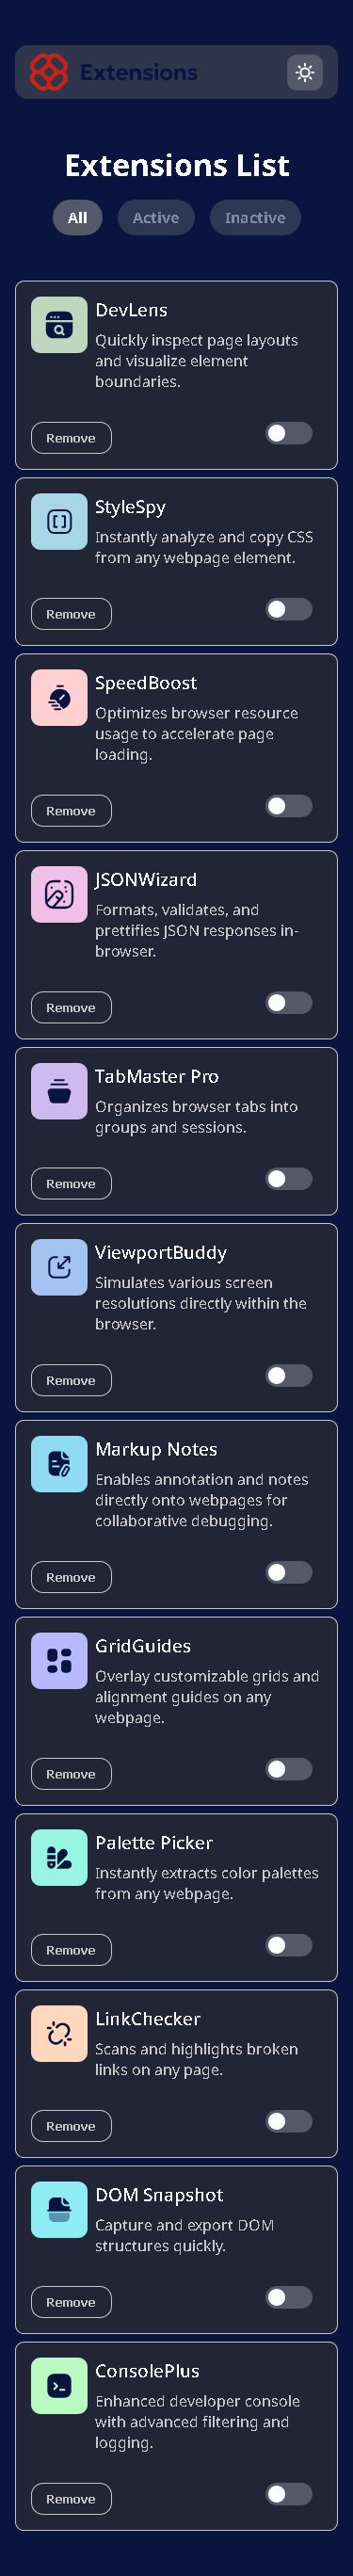 Extensions
Extensions List
All Active Inactive
DevLens
Quickly inspect page layouts
and visualize element
boundaries.
Remove
StyleSpy
Instantly analyze and copy CSS
from any webpage element.
Remove
SpeedBoost
Optimizes browser resource
usage to accelerate page
loading.
Remove
JSONWizard
Formats, validates, and
prettifies JSON responses in-
browser.
Remove
TabMaster Pro
Organizes browser tabs into
groups and sessions.
Remove
ViewportBuddy
Simulates various screen
resolutions directly within the
browser.
Remove
Markup Notes
Enables annotation and notes
directly onto webpages for
collaborative debugging.
Remove
GridGuides
Overlay customizable grids and
alignment guides on any
webpage.
Remove
Palette Picker
Instantly extracts color palettes
from any webpage.
Remove
LinkChecker
Scans and highlights broken
links on any page.
Remove
DOM Snapshot
Capture and export DOM
structures quickly.
Remove
ConsolePlus
Enhanced developer console
with advanced filtering and
logging.
Remove